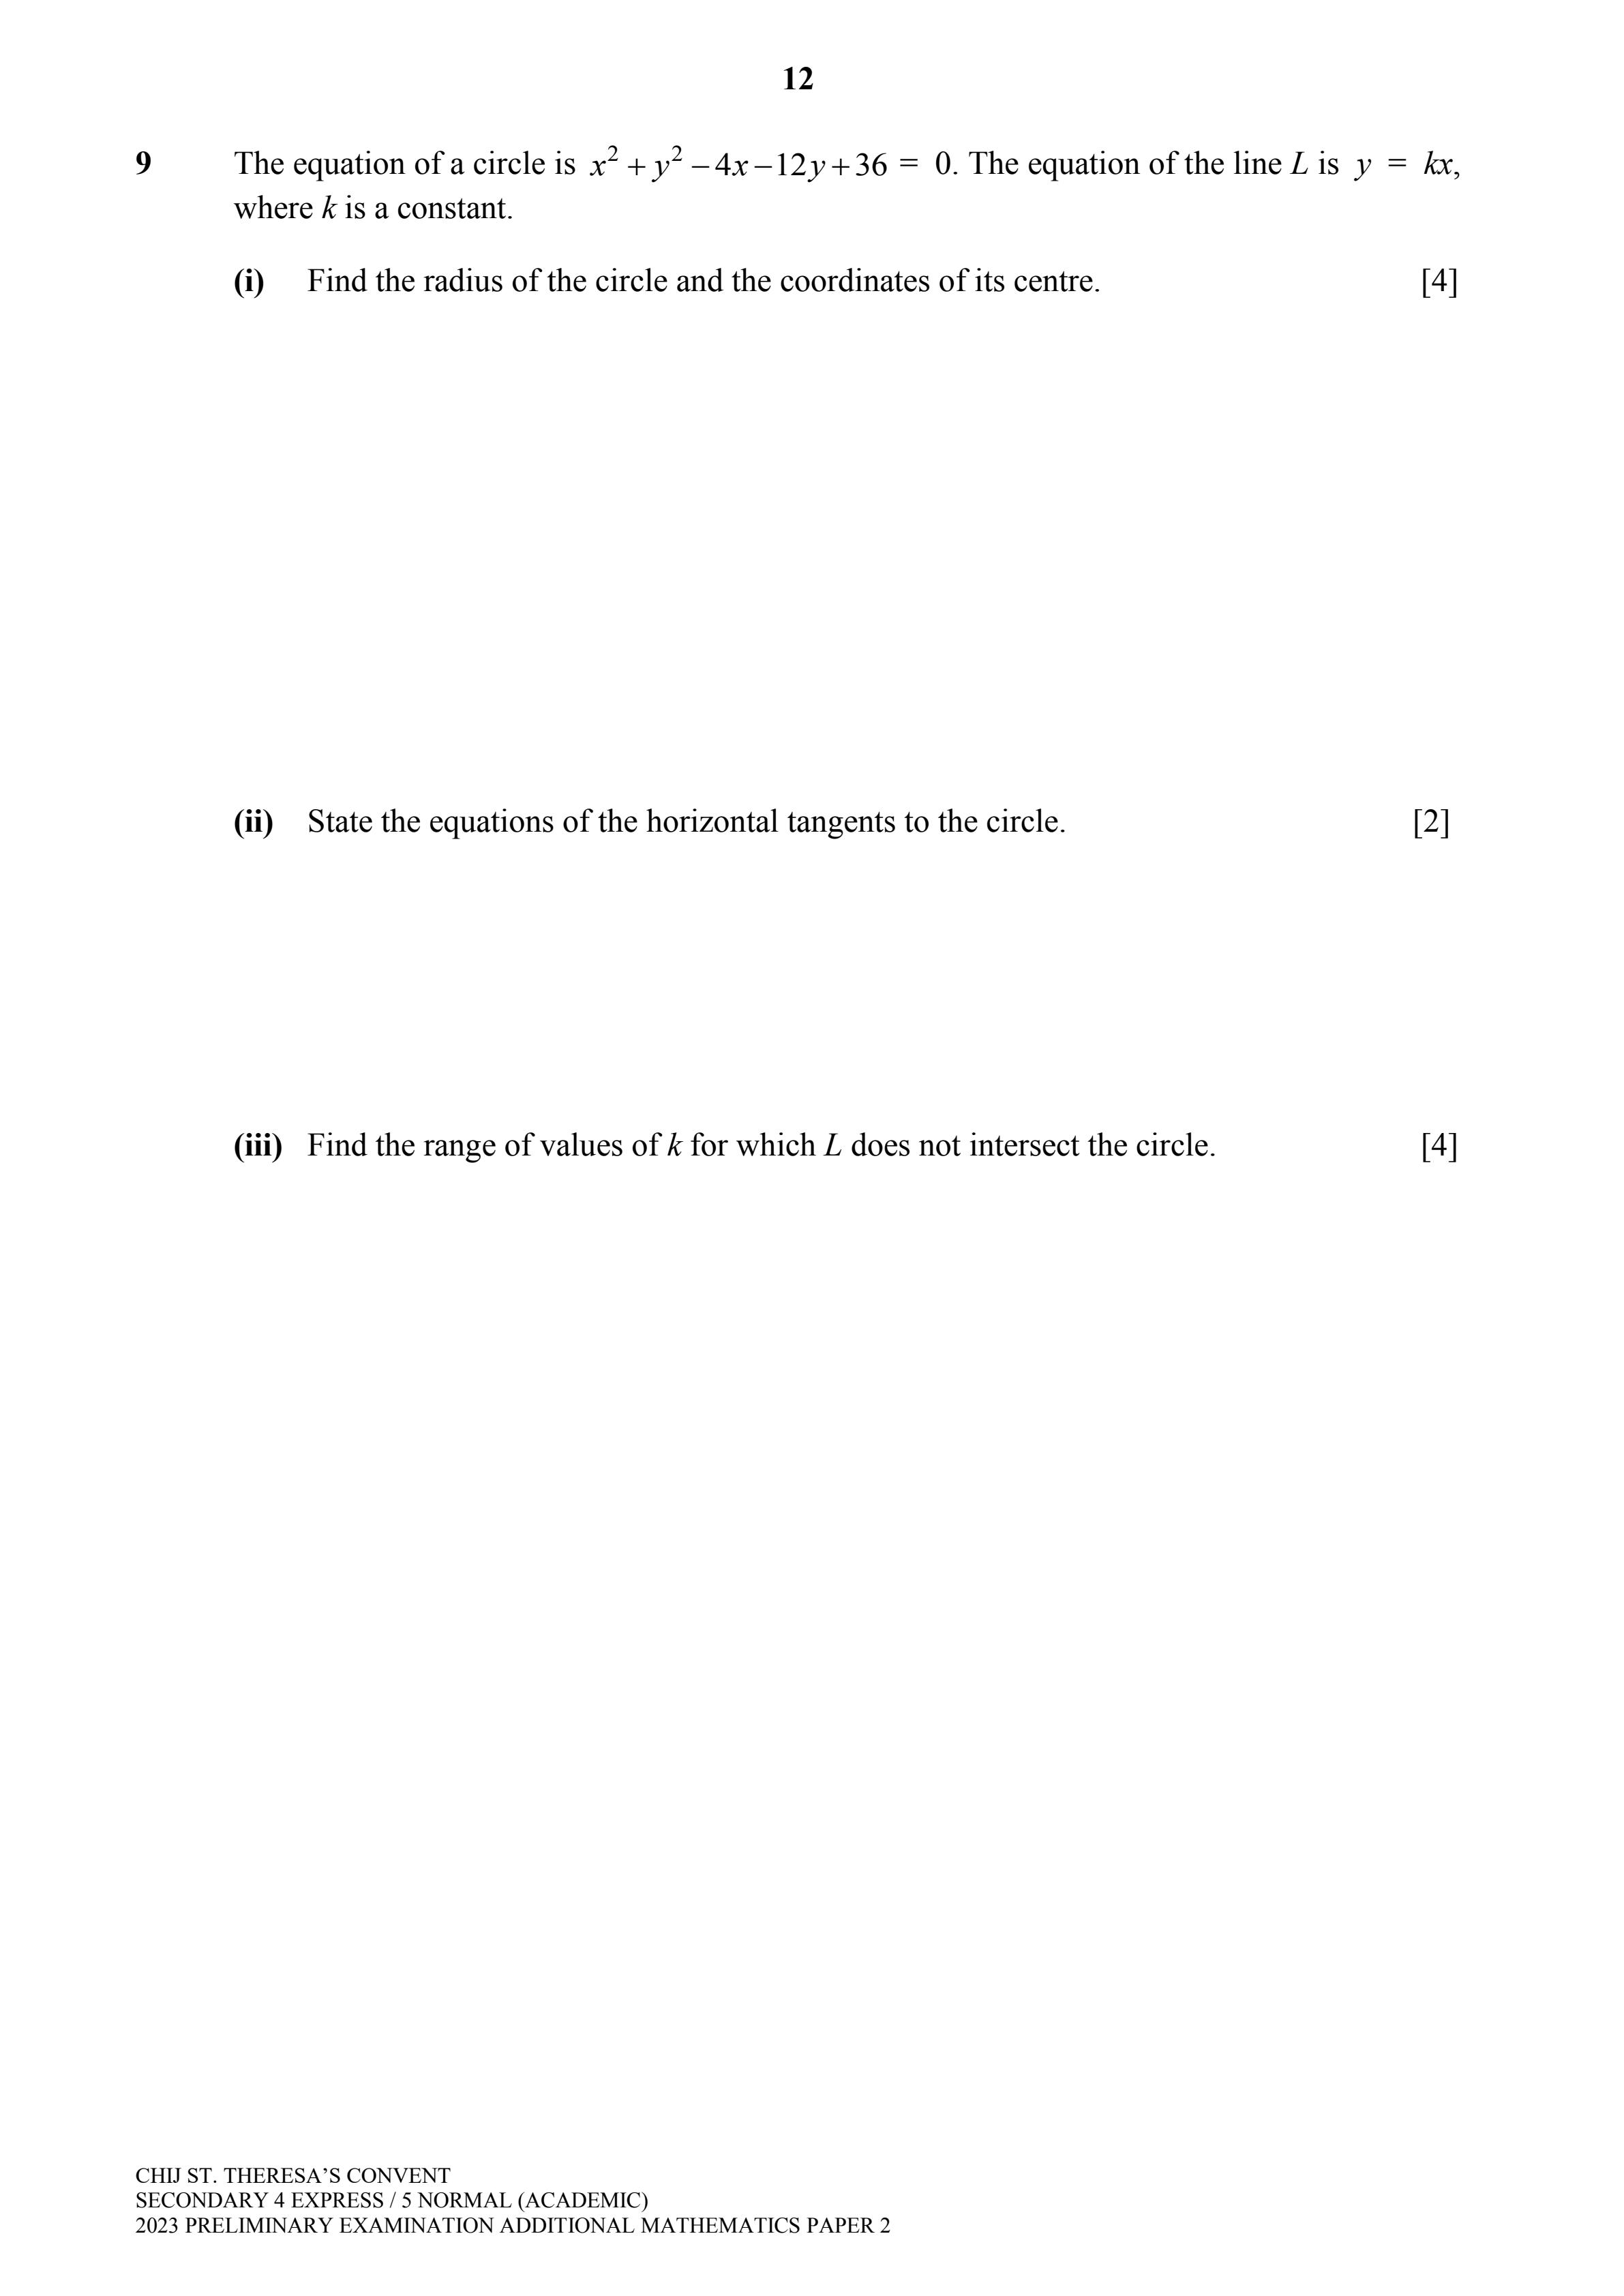 12
9 The equation of a circle is x² + y² – 4x – 12y + 36 = 0. The equation of the line L is y = kx,
where k is a constant.
(i) Find the radius of the circle and the coordinates of its centre. [4]
(ii) State the equations of the horizontal tangents to the circle. [2]
(iii) Find the range of values of k for which L does not intersect the circle. [4]
CHIJ ST. THERESA’S CONVENT
SECONDARY 4 EXPRESS / 5 NORMAL (ACADEMIC)
2023 PRELIMINARY EXAMINATION ADDITIONAL MATHEMATICS PAPER 2